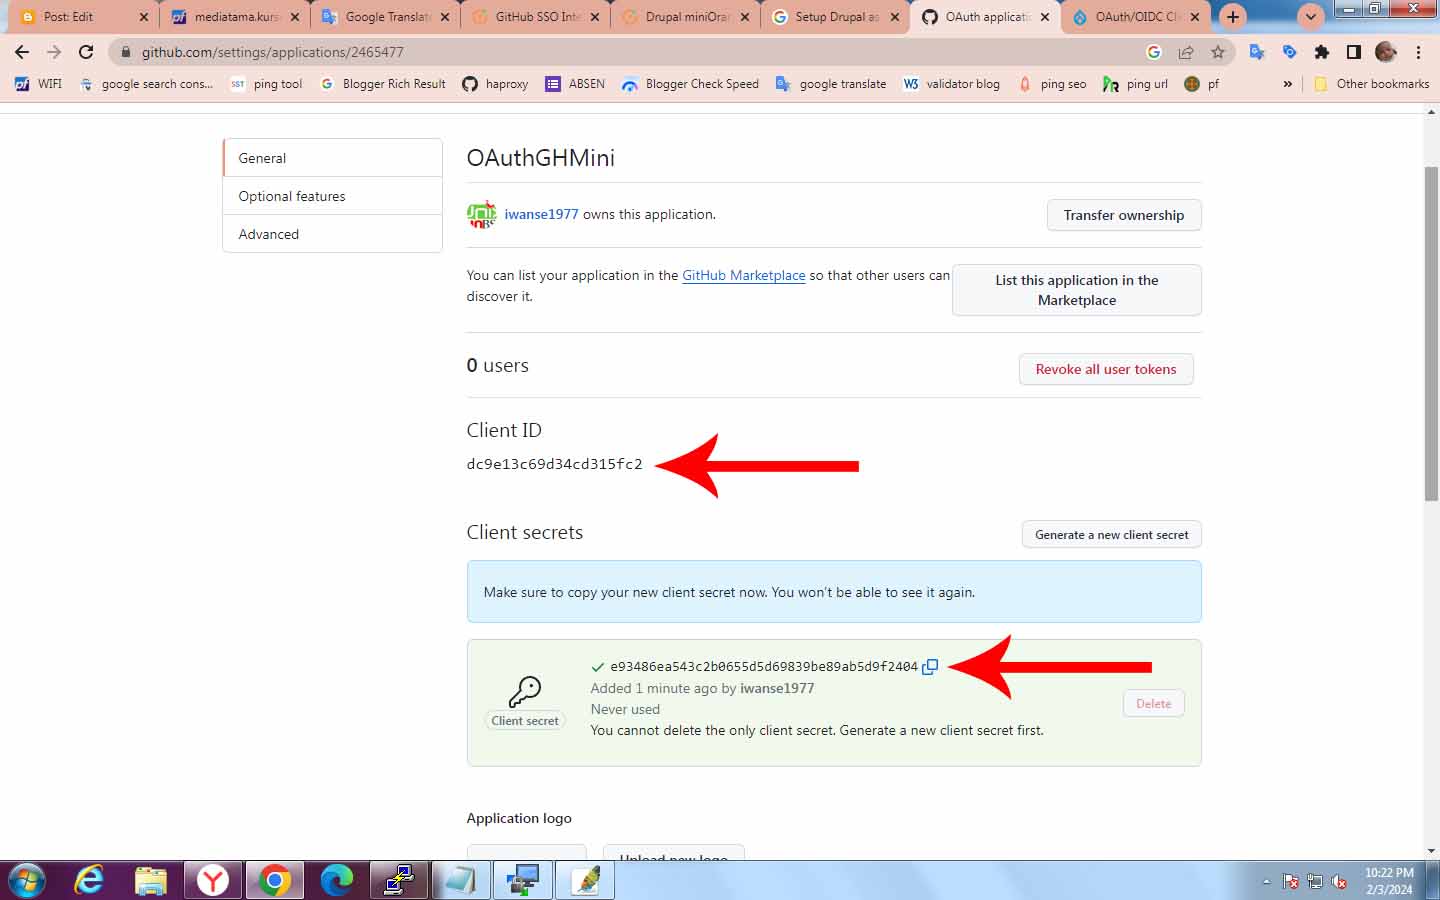 Post: Edit
mediatama.kurs
Google Translat
GitHub SSO Inte
Drupal miniOrar
Setup Drupal as
OAuth applicati
OAuth/OIDC Cli
github.com/settings/applications/2465477
WIFI
google search cons...
ping tool
Blogger Rich Result
haproxy
ABSEN
Blogger Check Speed
google translate
validator blog
ping seo
ping url
pf
»
Other bookmarks
General
Optional features
Advanced
OAuthGHMini
iwanse1977 owns this application.
Transfer ownership
You can list your application in the GitHub Marketplace so that other users can
discover it.
List this application in the
Marketplace
0 users
Revoke all user tokens
Client ID
dc9e13c69d34cd315fc2
Client secrets
Generate a new client secret
Make sure to copy your new client secret now. You won't be able to see it again.
e93486ea543c2b0655d5d69839be89ab5d9f2404
Added 1 minute ago by iwanse1977
Never used
You cannot delete the only client secret. Generate a new client secret first.
Client secret
Delete
Application logo
Upload new logo
10:22 PM
2/3/2024